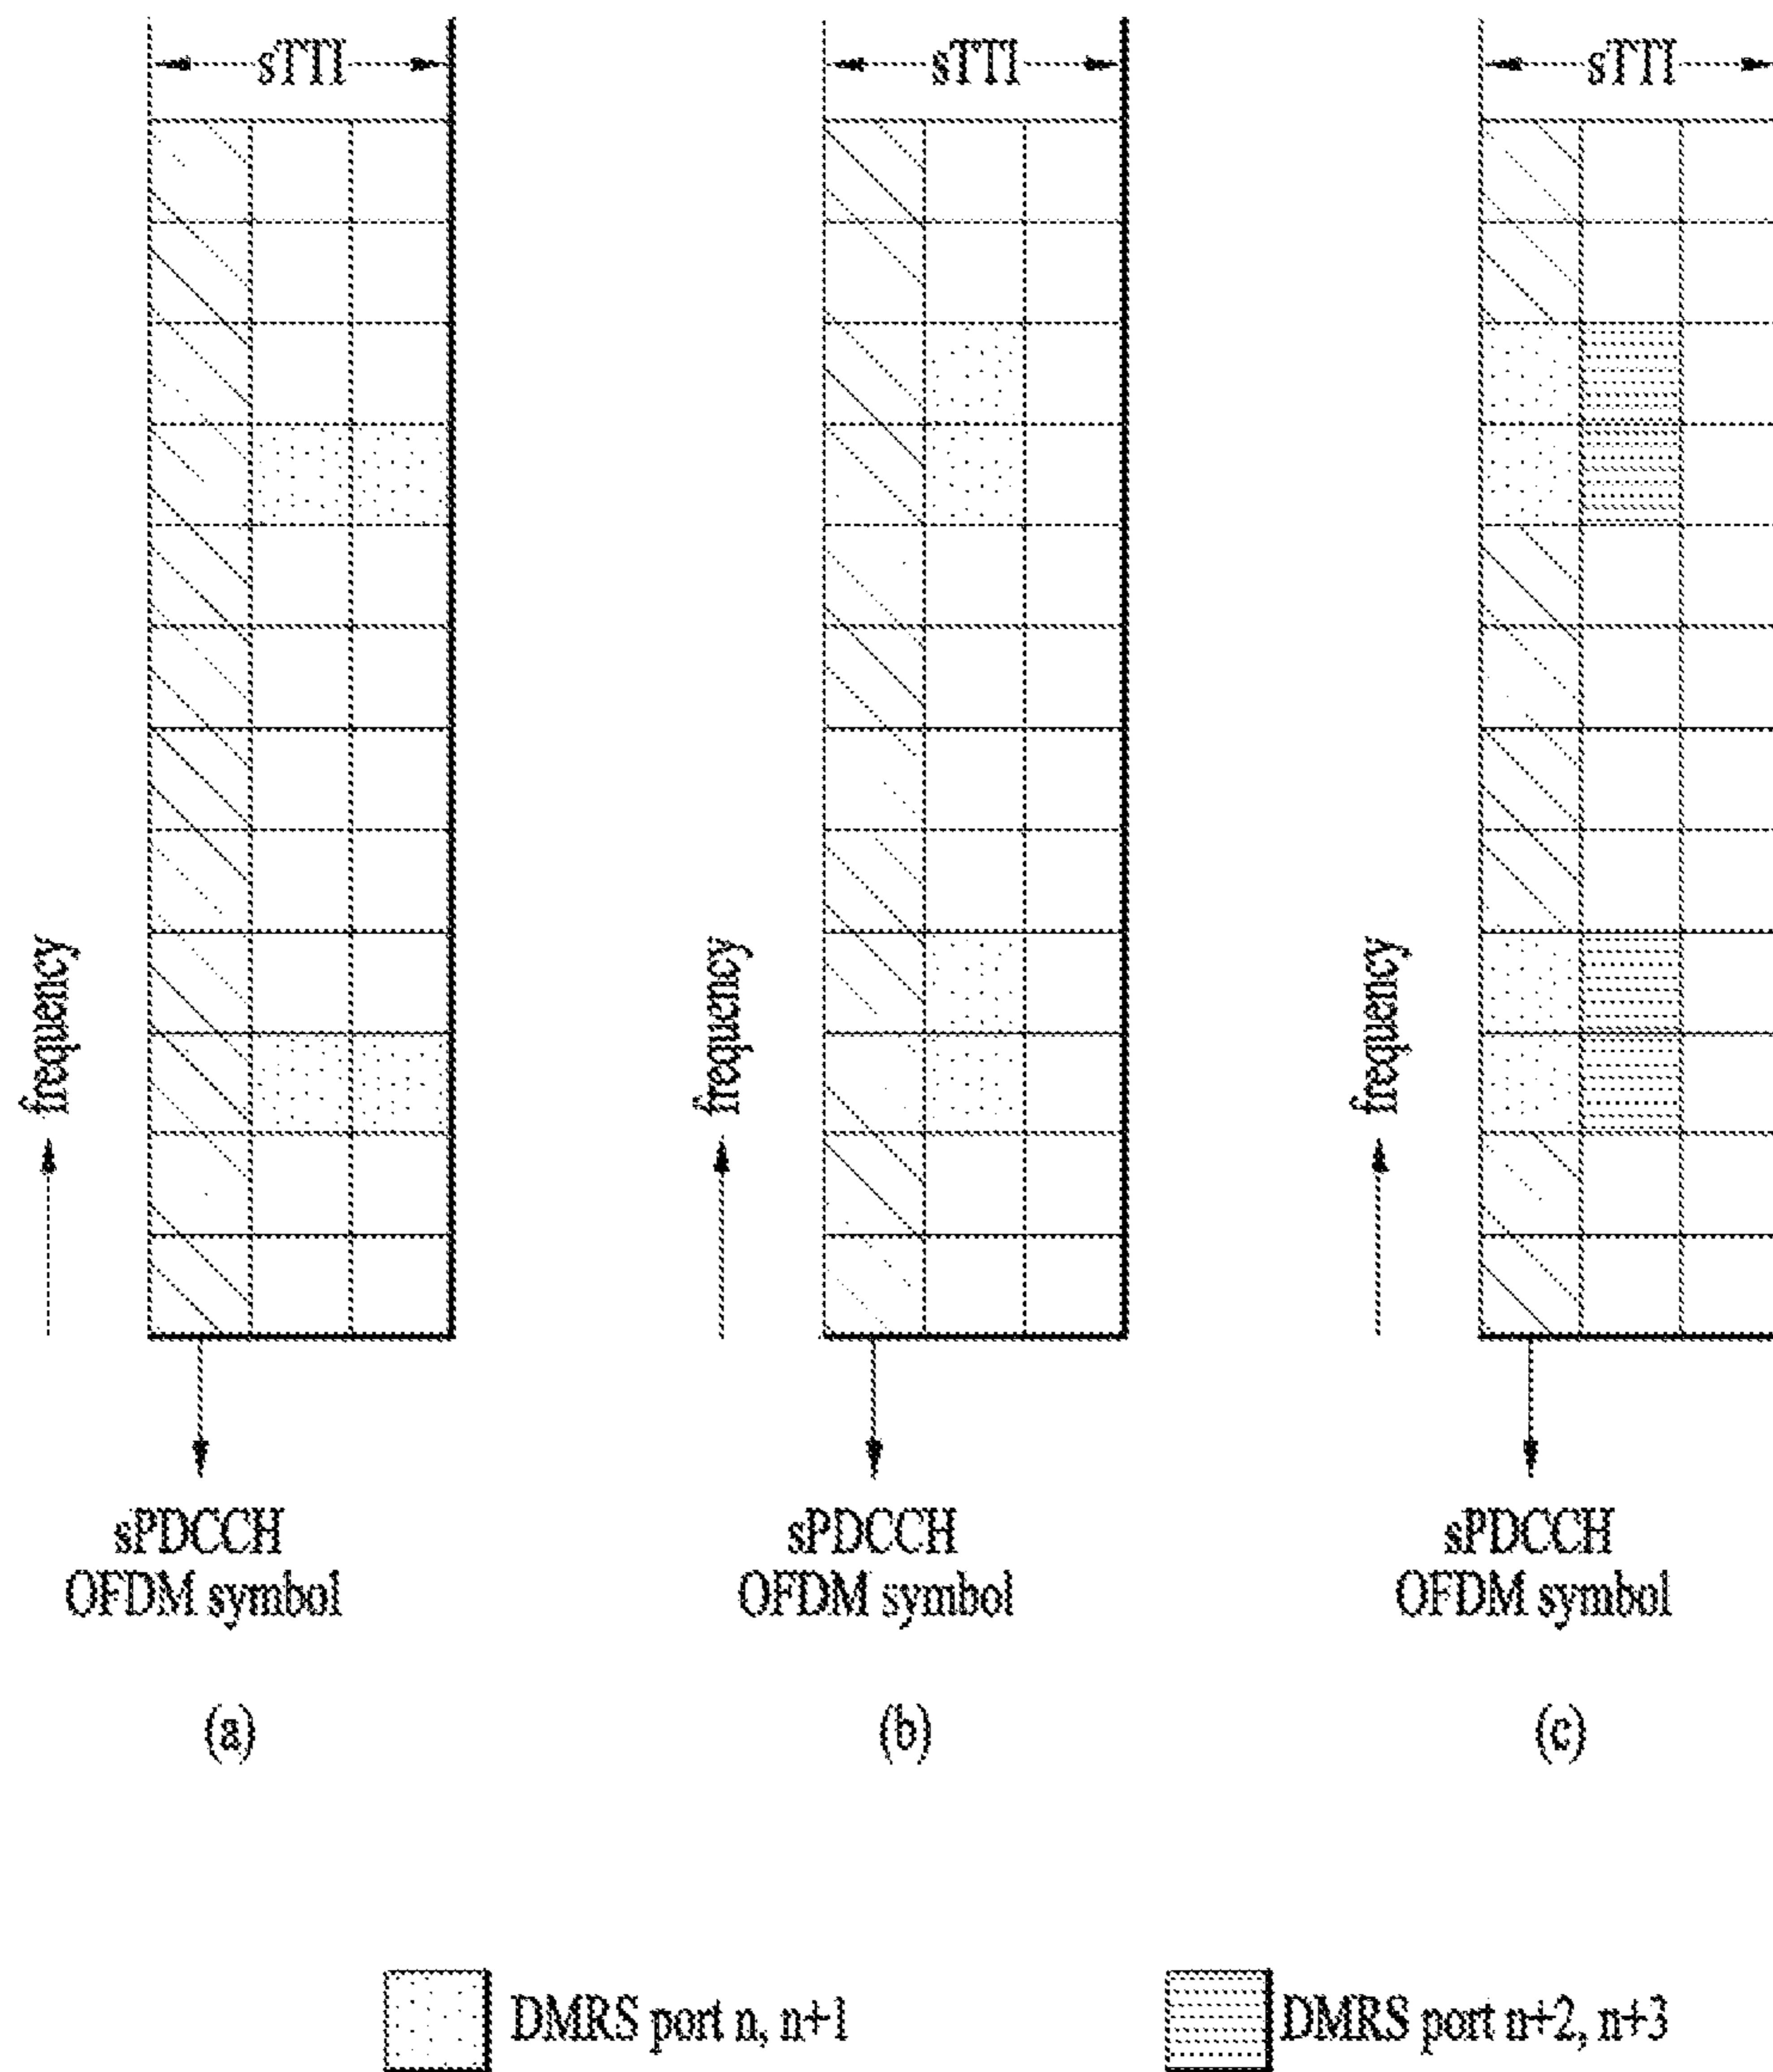 sTTI
sTTI
sTTI
frequency
frequency
frequency
sPDCCH
OFDM symbol
sPDCCH
OFDM symbol
sPDCCH
OFDM symbol
(a)
(b)
(c)
DMRS port n, n+1
DMRS port n+2, n+3